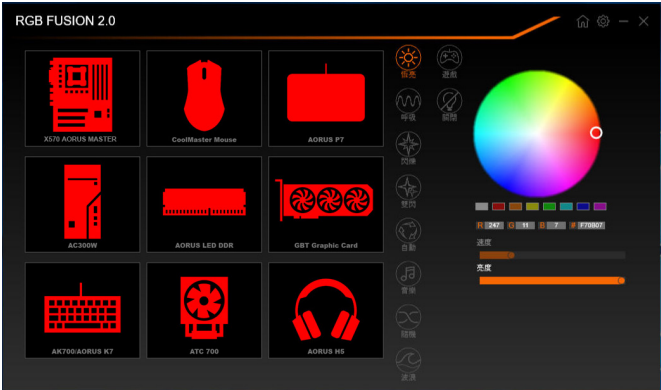 RGB FUSION 2.0
X570 AORUS MASTER
CoolMaster Mouse
AORUS P7
AC300W
AORUS LED DDR
GBT Graphic Card
AK700/AORUS K7
ATC 700
AORUS H5
恆亮
遊戲
呼吸
關閉
閃爍
雙閃
自動
音樂
隨機
波浪
R 247 G 11 B 7 # F70B07
速度
亮度